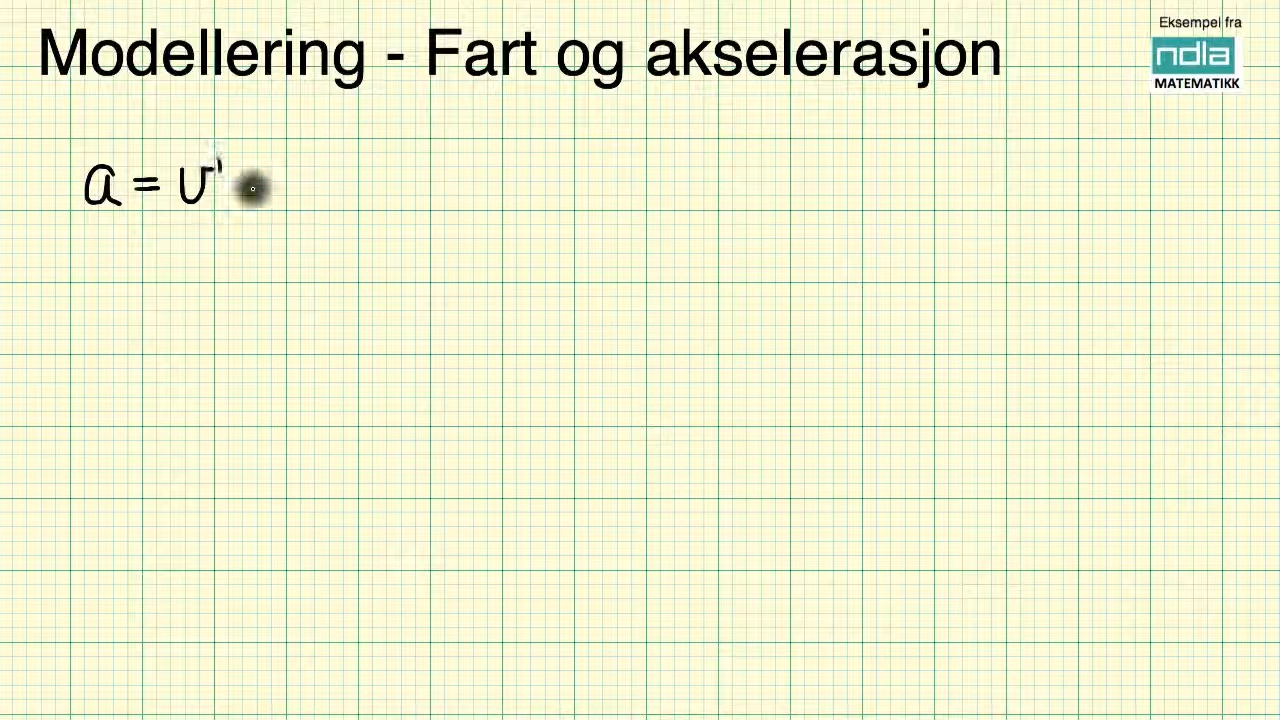 Modellering - Fart og akselerasjon
Eksempel fra
ndla
MATEMATIKK
a = v'